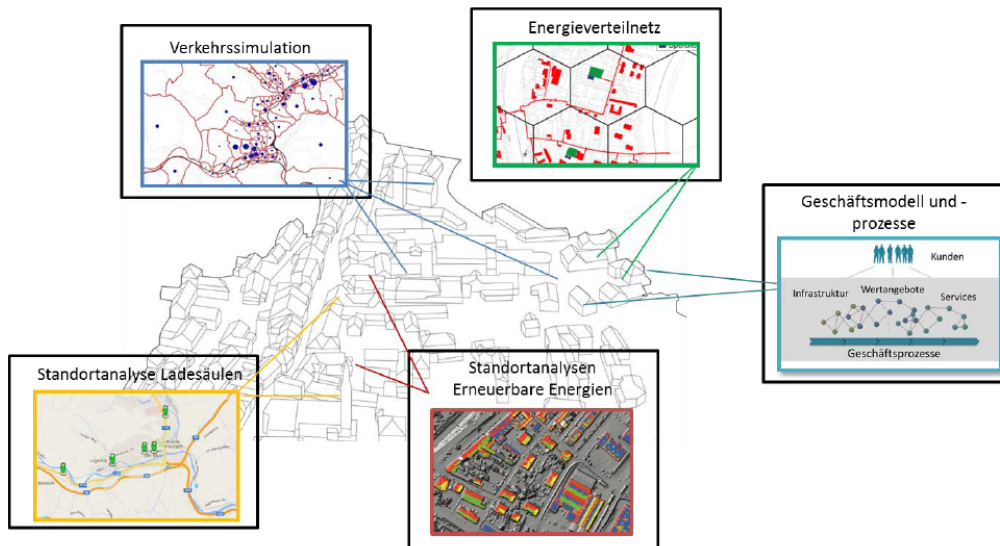 Verkehrssimulation
Energieverteilnetz
Geschäftsmodell und -
prozesse
Kunden
Wertangebote
Infrastruktur
Services
Geschäftsprozesse
Standortanalyse Ladesäulen
Standortanalysen
Erneuerbare Energien